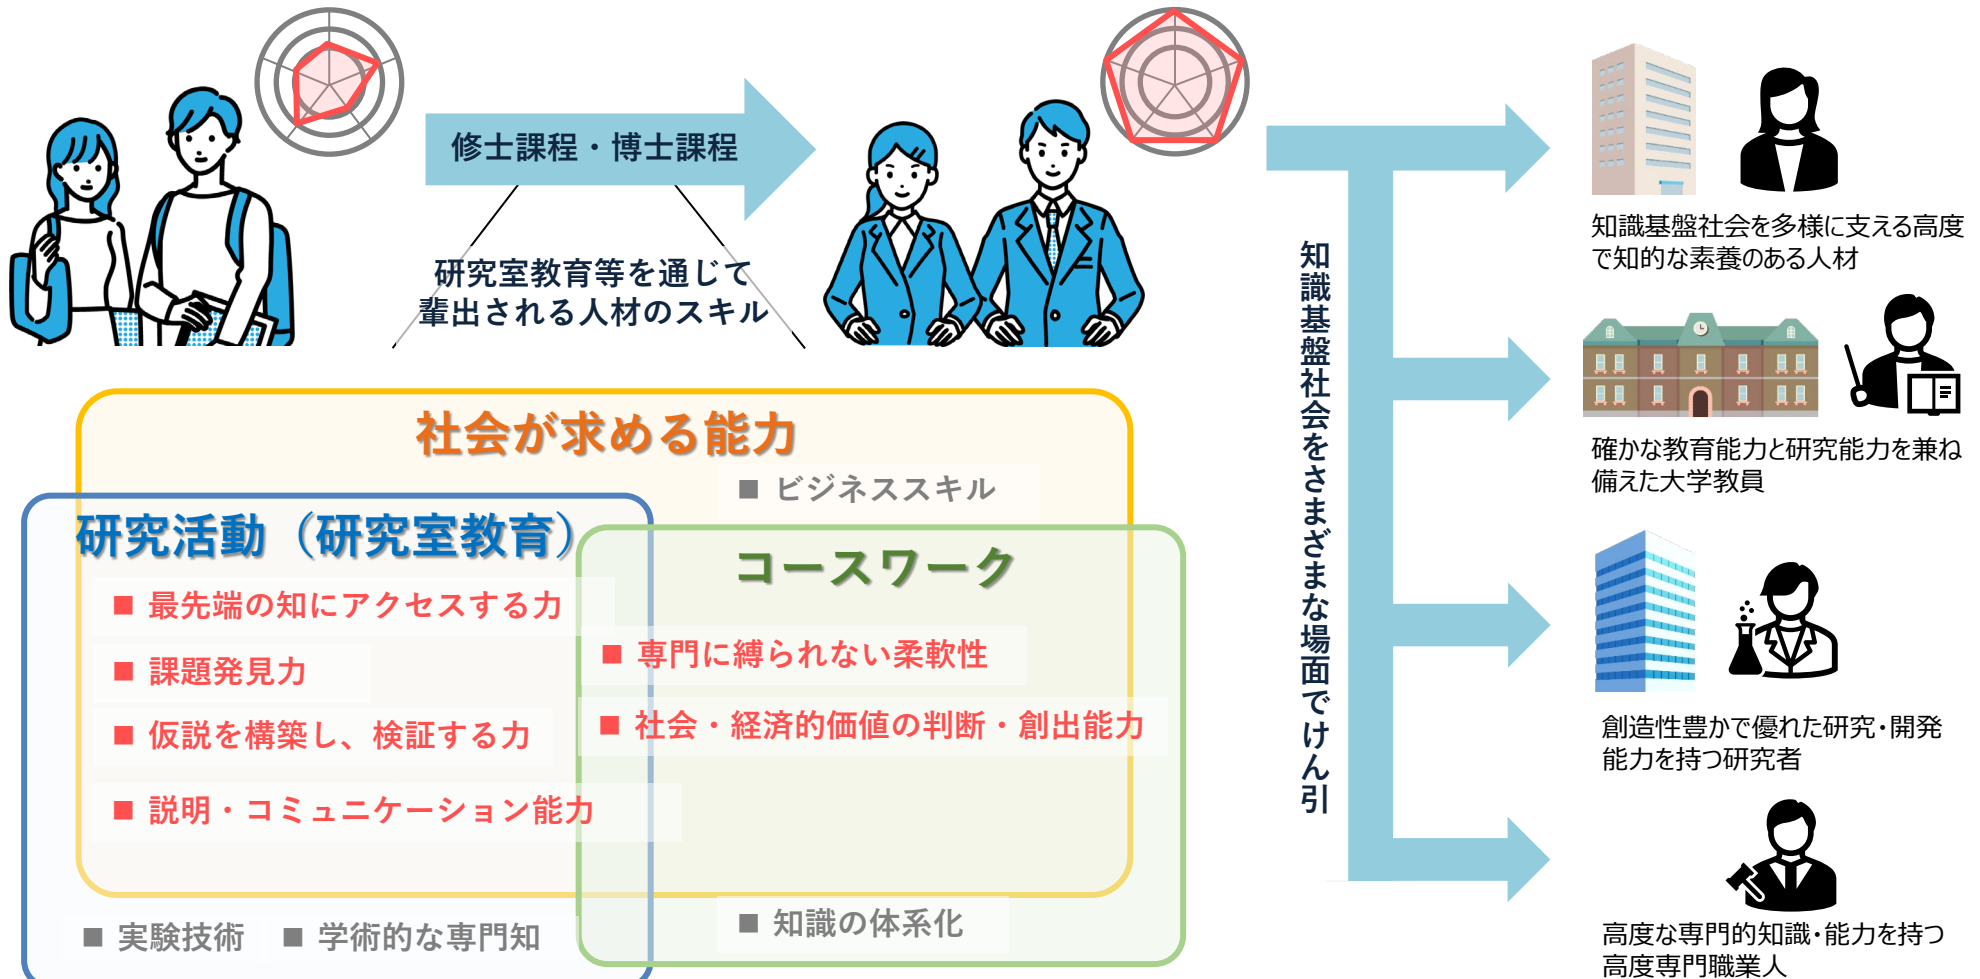 修士課程・博士課程
研究室教育等を通じて
輩出される人材のスキル
社会が求める能力
■ ビジネススキル
研究活動（研究室教育）
■ 最先端の知にアクセスする力
■ 課題発見力
■ 仮説を構築し、検証する力
■ 説明・コミュニケーション能力
コースワーク
■ 専門に縛られない柔軟性
■ 社会・経済的価値の判断・創出能力
■ 実験技術
■ 学術的な専門知
■ 知識の体系化
知識基盤社会をさまざまな場面でけん引
知識基盤社会を多様に支える高度
で知的な素養のある人材
確かな教育能力と研究能力を兼ね
備えた大学教員
創造性豊かで優れた研究・開発
能力を持つ研究者
高度な専門的知識・能力を持つ
高度専門職業人